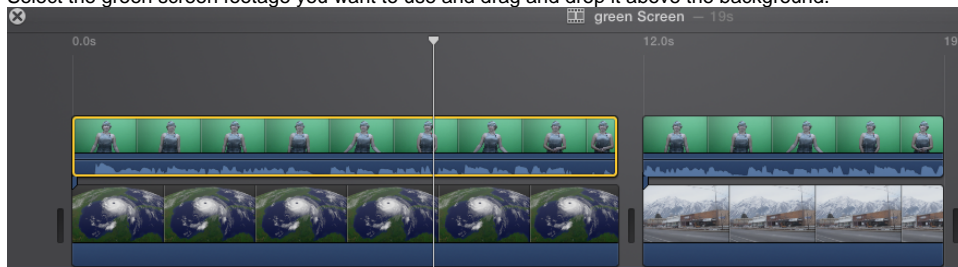 Select the green screen footage you want to use and drag and drop it above the background.
green Screen – 19s
0.0s
12.0s
19